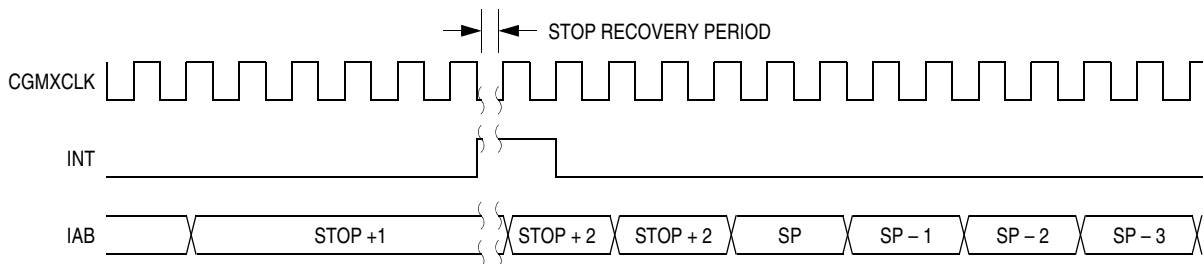 STOP RECOVERY PERIOD
CGMXCLK
INT
IAB
STOP +1
STOP + 2
STOP + 2
SP
SP – 1
SP – 2
SP – 3